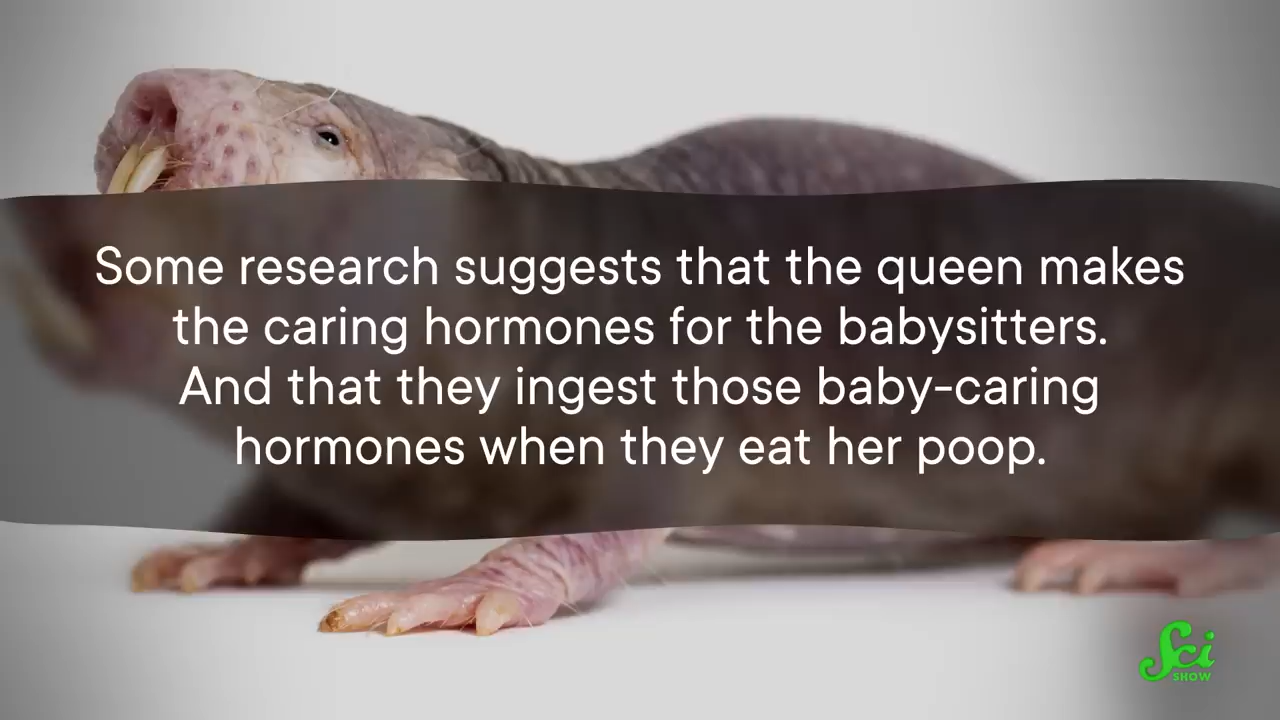 Some research suggests that the queen makes
the caring hormones for the babysitters.
And that they ingest those baby-caring
hormones when they eat her poop.
Sci
SHOW